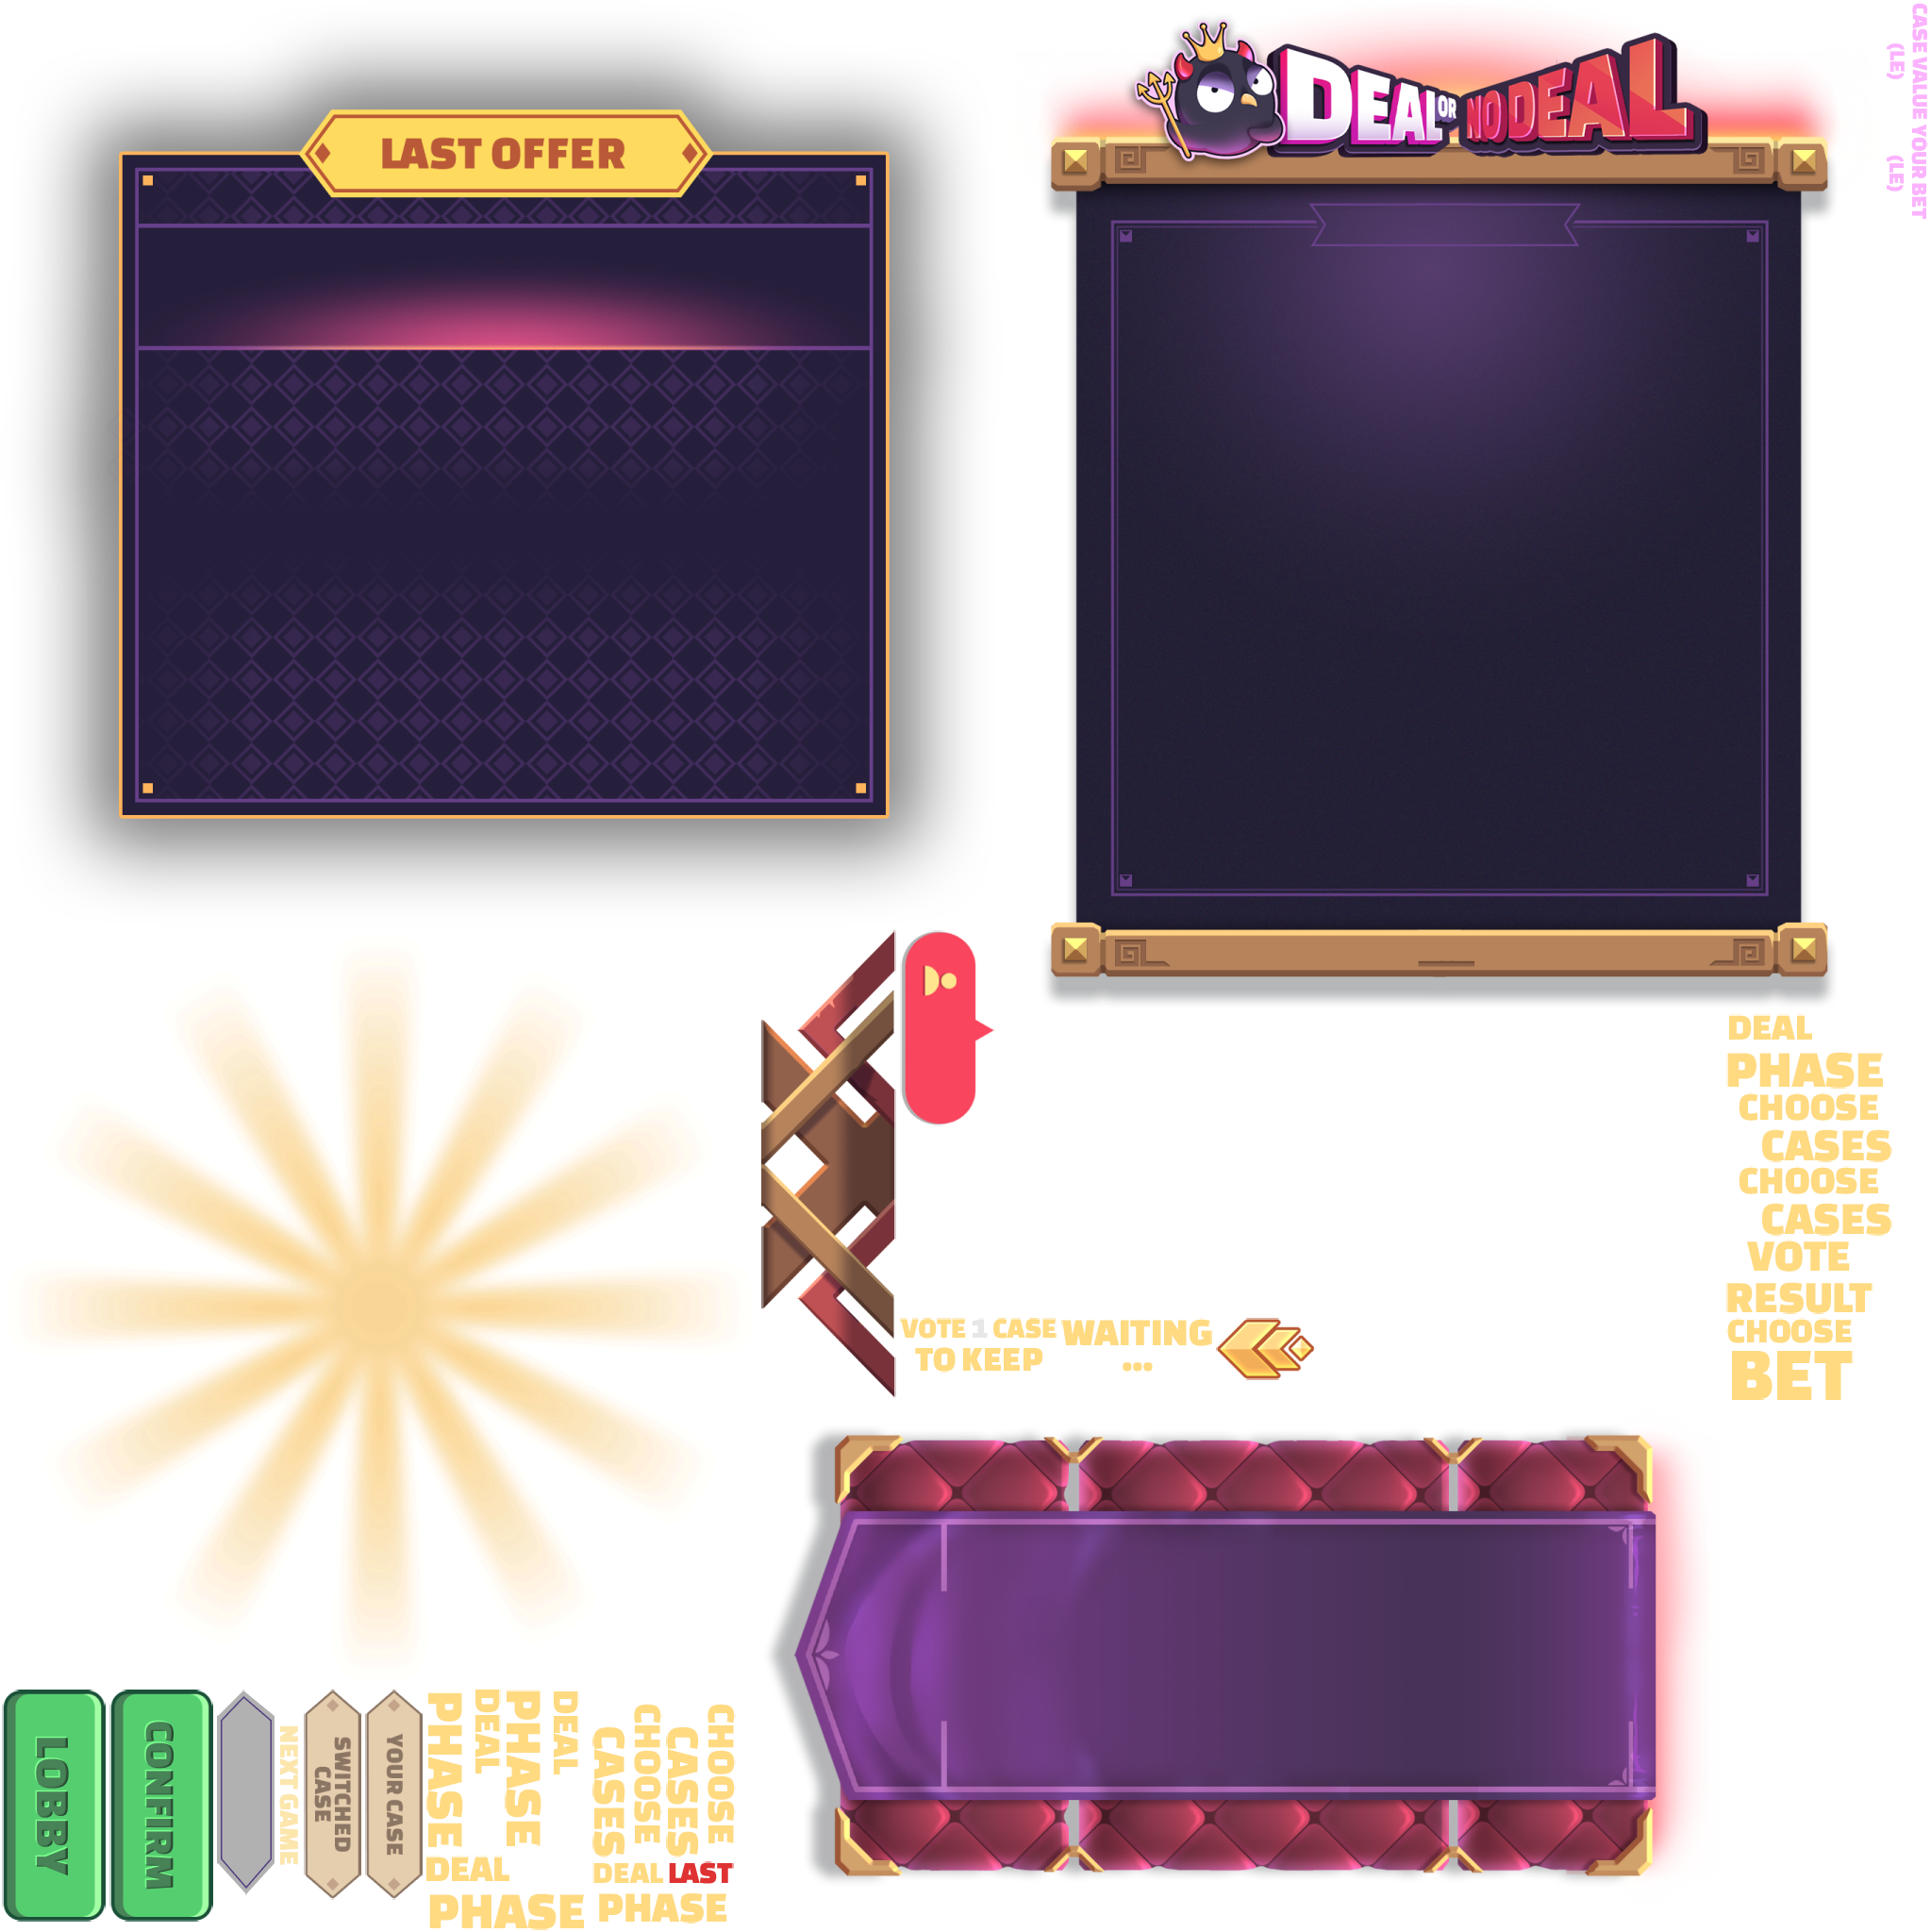 LAST OFFER
DEAL OR NO DEAL
CASE VALUE YOUR BET
(LE) (LE)
DEAL
PHASE
CHOOSE
CASES
CHOOSE
CASES
VOTE
RESULT
CHOOSE
BET
VOTE 1 CASE
TO KEEP
WAITING
...
LOBBY
CONFIRM
NEXT GAME
SWITCHED
CASE
YOUR CASE
DEAL
PHASE
DEAL
PHASE
CHOOSE
CASES
CHOOSE
CASES
DEAL
PHASE
DEAL LAST
PHASE